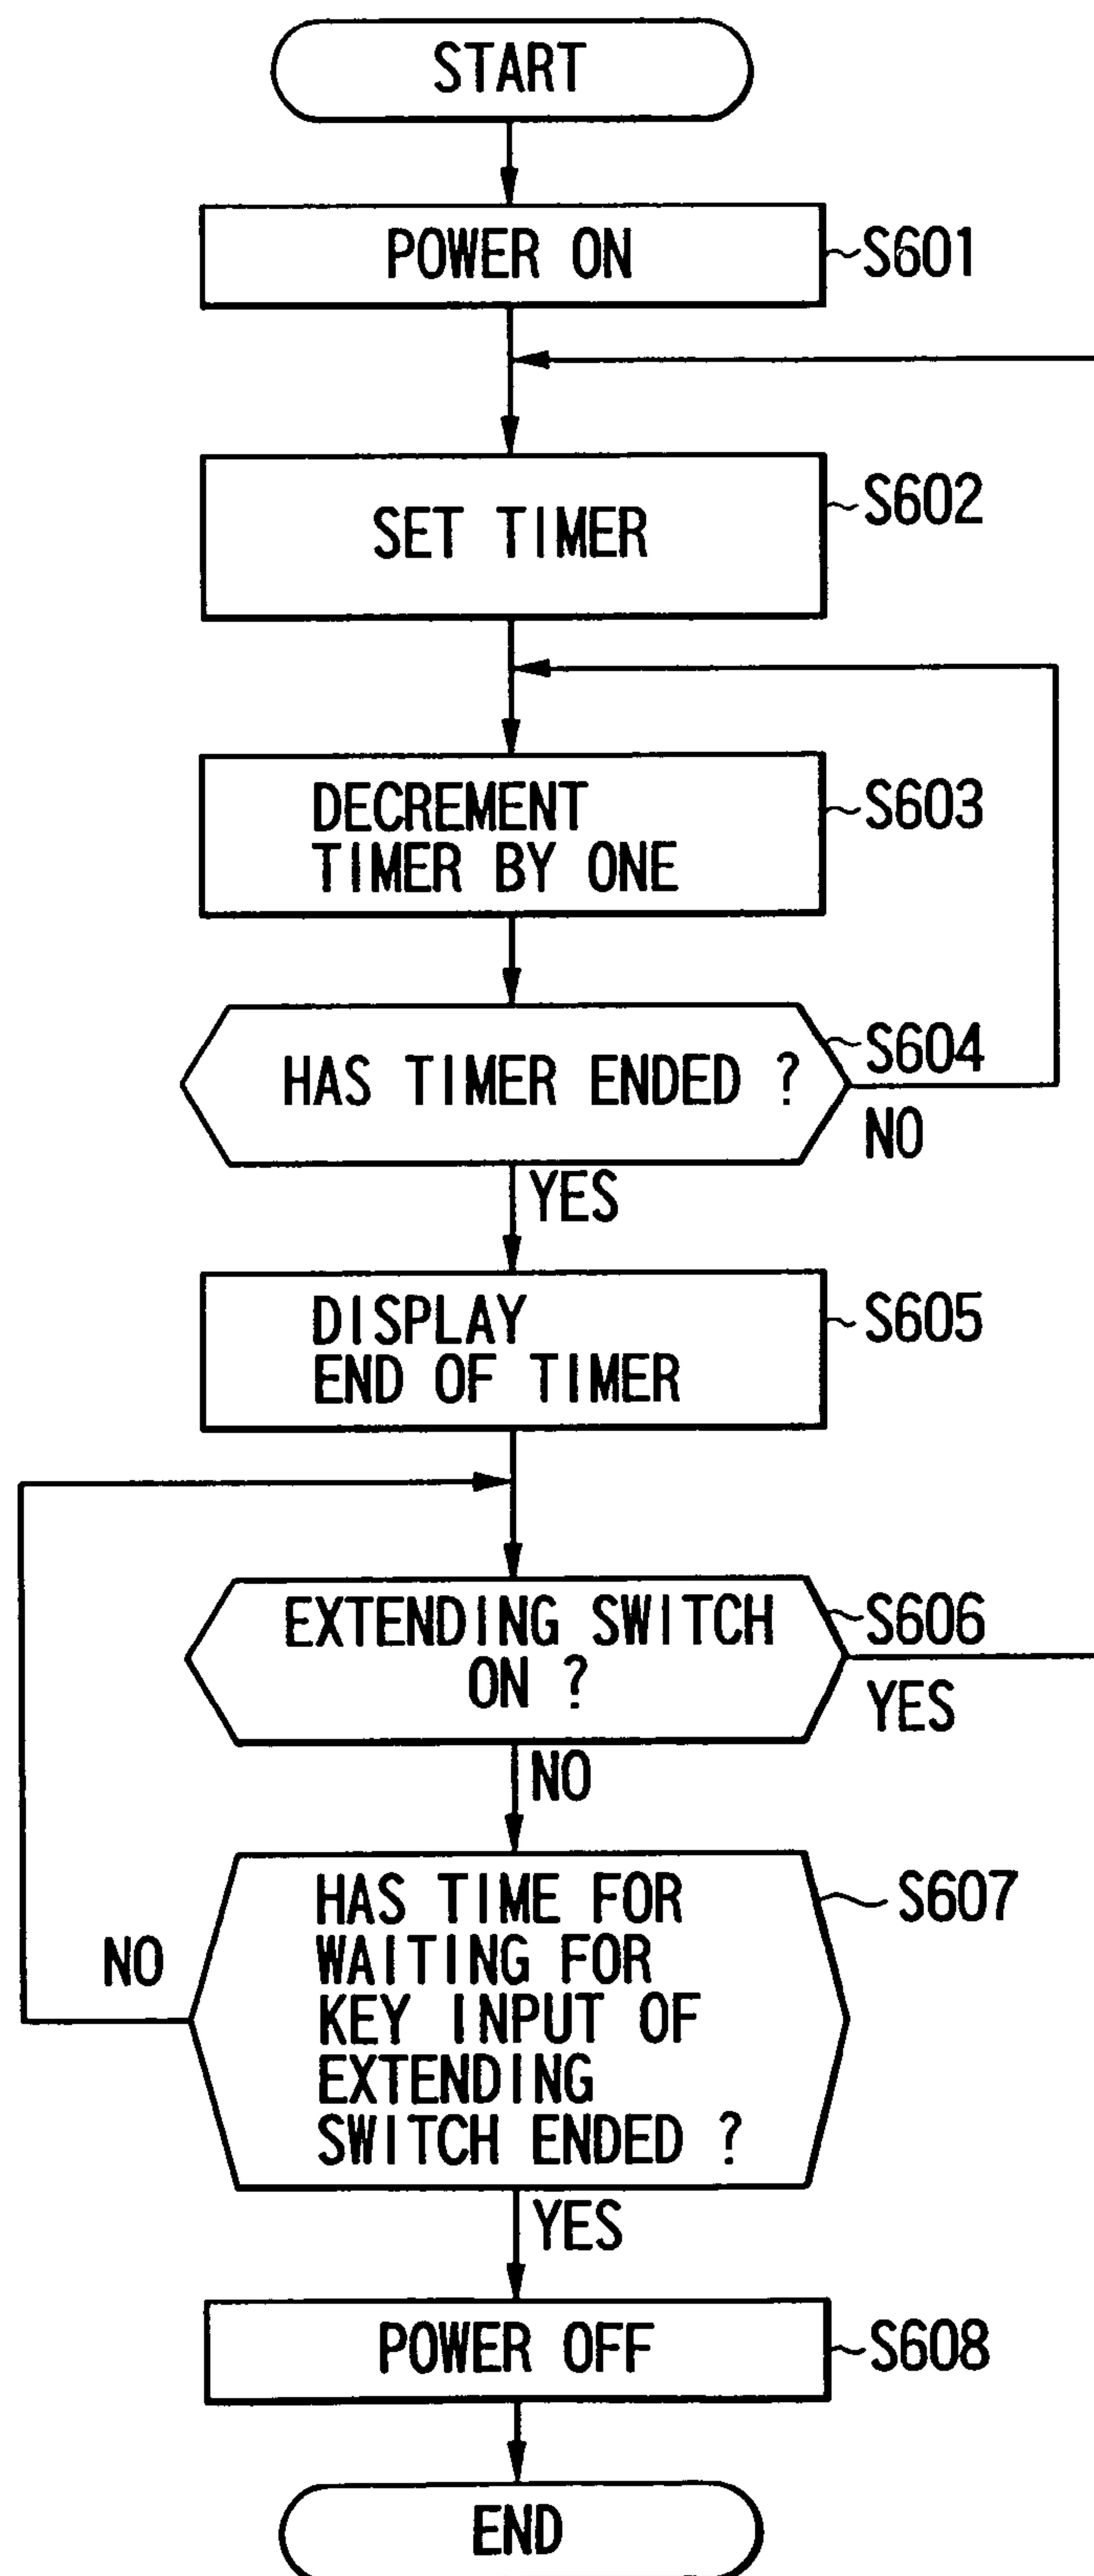 START
POWER ON
S601
SET TIMER
S602
DECREMENT
TIMER BY ONE
S603
HAS TIMER ENDED ?
S604
NO
YES
DISPLAY
END OF TIMER
S605
EXTENDING SWITCH
ON ?
S606
YES
NO
HAS TIME FOR
WAITING FOR
KEY INPUT OF
EXTENDING
SWITCH ENDED ?
S607
NO
YES
POWER OFF
S608
END